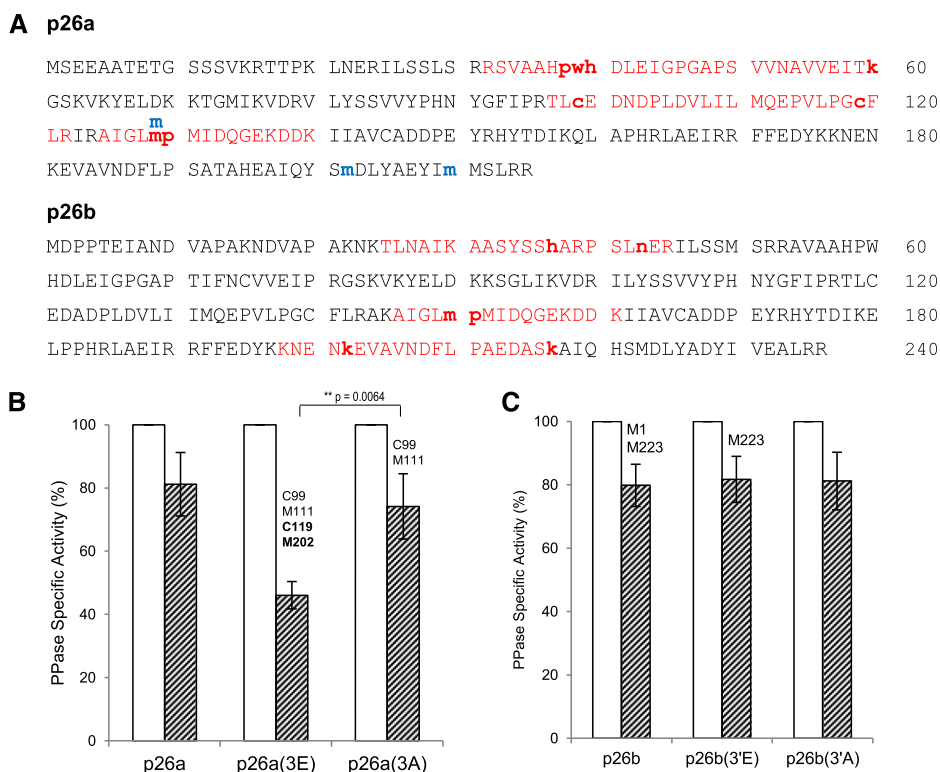 A p26a
MSEEAATETG SSSVKRTTPK LNERILSSLS RRSVAAHpwh DLEIGPGAPS VVNAVVEITk 60
GSKVKYELDK KTGMIKVDRV LYSSVVYPHN YGFIPRTLcE DNDPLDVLIL MQEPVLPGcF 120
m
LRIRAIGLmp MIDQGEKDDK IIAVCADDPE YRHYTDIKQL APHRLAEIRR FFEDYKKNEN 180
KEVAVNDFLP SATAHEAIQY SmDLYAEYIm MSLRR
p26b
MDPPTEIAND VAPAKNDVAP AKNKTLNAIK AASYSShARP SLnERILSSM SRRAVAAHPW 60
HDLEIGPGAP TIFNCVVEIP RGSKVKYELD KKSGLIKVDR ILYSSVVYPH NYGFIPRTLC 120
EDADPLDVLI IMQEPVLPGC FLRAKAIGLm pMIDQGEKDD KIIAVCADDP EYRHYTDIKE 180
LPPHRLAEIR RFFEDYKKNE NkEVAVNDFL PAEDASkAIQ HSMDLYADYI VEALRR 240
B
** p = 0.0064
PPase Specific Activity (%)
100
80
60
40
20
0
C99
M111
C119
M202
C99
M111
p26a p26a(3E) p26a(3A)
C
PPase Specific Activity (%)
100
80
60
40
20
0
M1
M223
M223
p26b p26b(3'E) p26b(3'A)